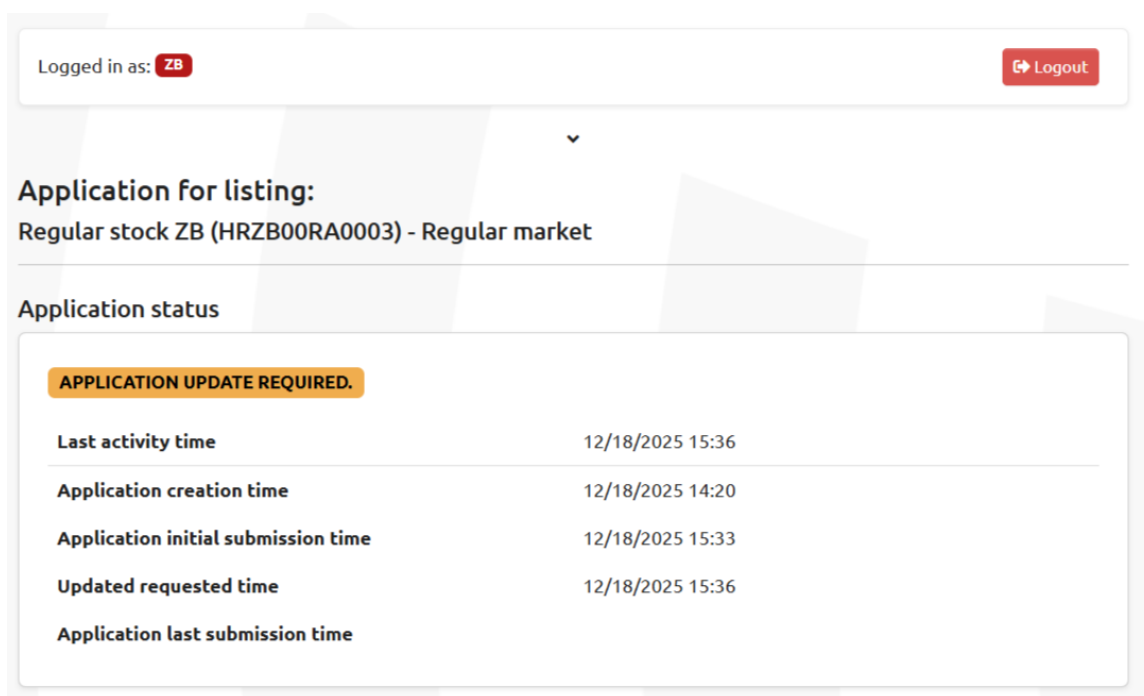 Logged in as: ZB
Logout
Application for listing:
Regular stock ZB (HRZB00RA0003) - Regular market
Application status
APPLICATION UPDATE REQUIRED.
Last activity time 12/18/2025 15:36
Application creation time 12/18/2025 14:20
Application initial submission time 12/18/2025 15:33
Updated requested time 12/18/2025 15:36
Application last submission time